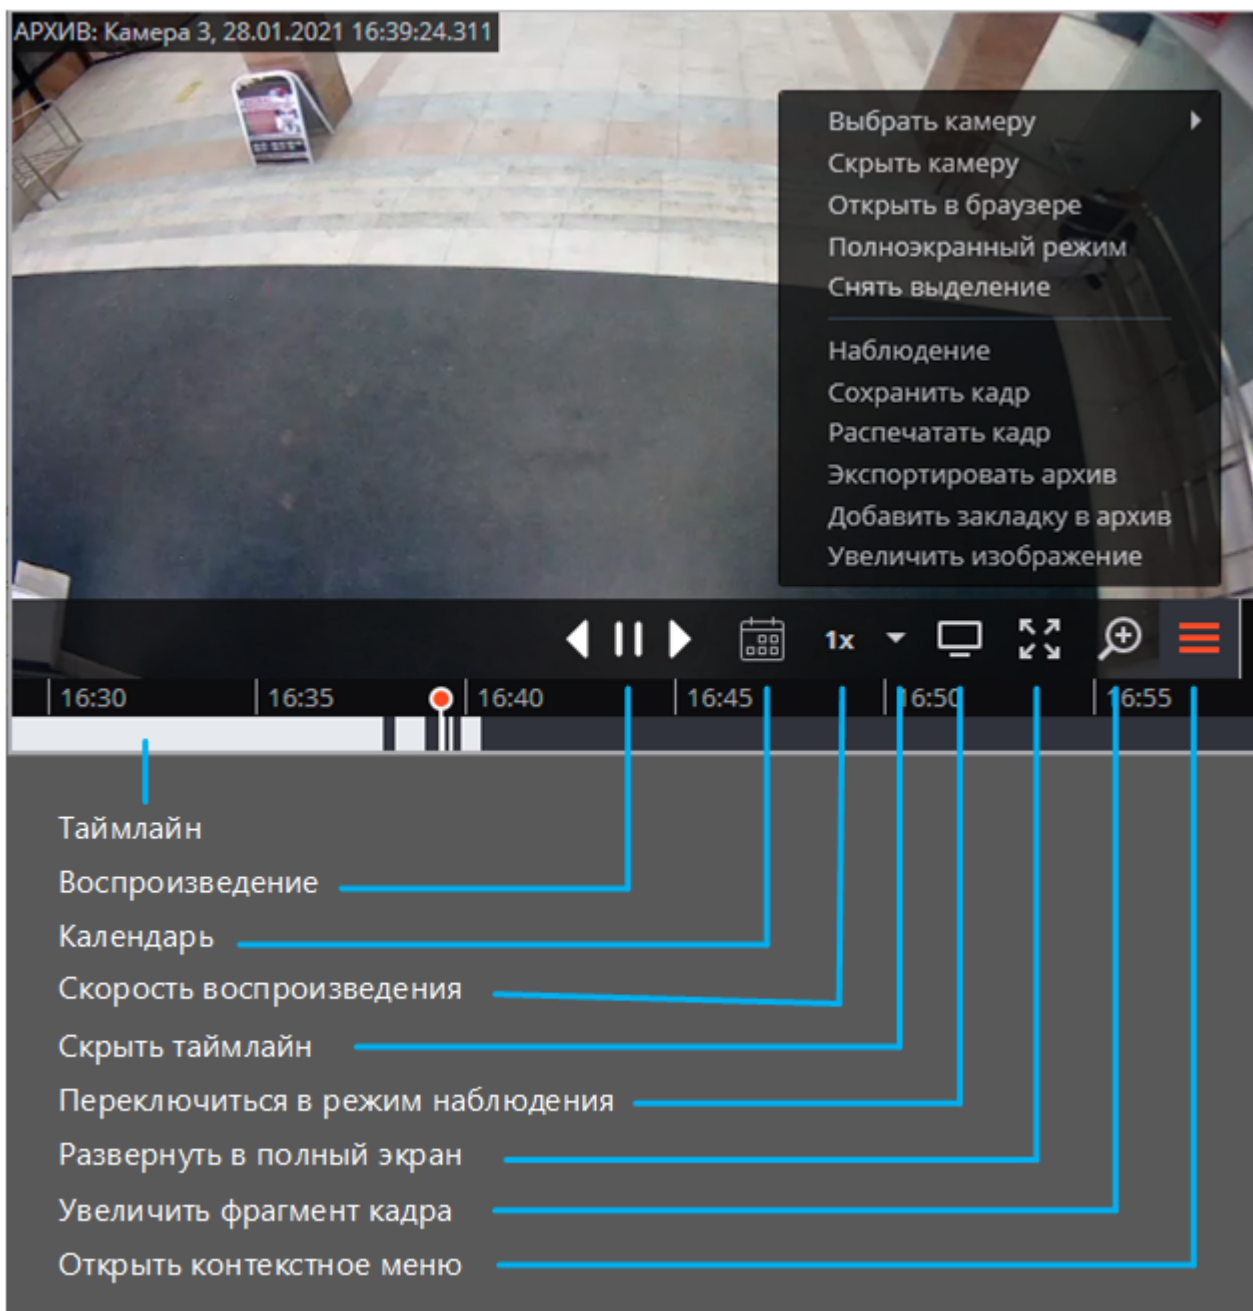 АРХИВ: Камера 3, 28.01.2021 16:39:24.311
Выбрать камеру
Скрыть камеру
Открыть в браузере
Полноэкранный режим
Снять выделение
Наблюдение
Сохранить кадр
Распечатать кадр
Экспортировать архив
Добавить закладку в архив
Увеличить изображение
1x
16:30 16:35 16:40 16:45 16:50 16:55
Таймлайн
Воспроизведение
Календарь
Скорость воспроизведения
Скрыть таймлайн
Переключиться в режим наблюдения
Развернуть в полный экран
Увеличить фрагмент кадра
Открыть контекстное меню